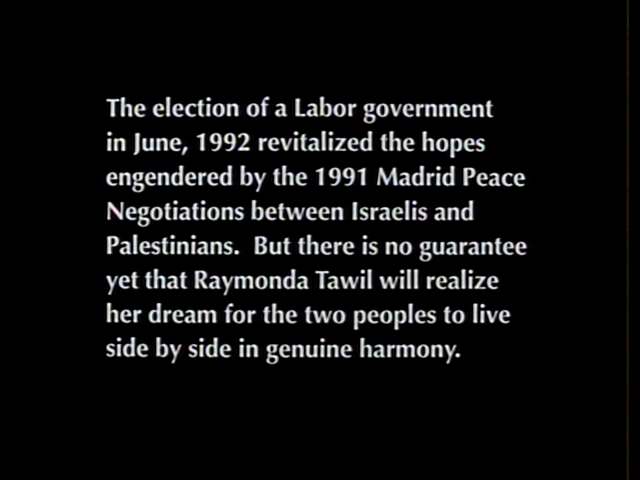 The election of a Labor government
in June, 1992 revitalized the hopes
engendered by the 1991 Madrid Peace
Negotiations between Israelis and
Palestinians.  But there is no guarantee
yet that Raymonda Tawil will realize
her dream for the two peoples to live
side by side in genuine harmony.